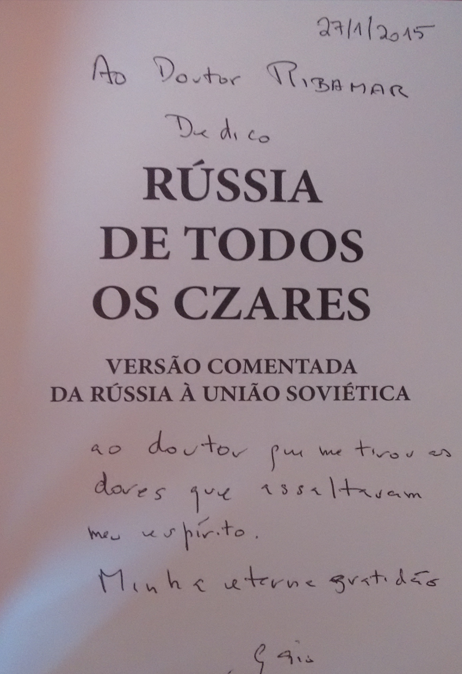 27/1/2015
Ao Doutor RIBAMAR
Dedico
RÚSSIA
DE TODOS
OS CZARES
VERSÃO COMENTADA
DA RÚSSIA À UNIÃO SOVIÉTICA
ao doutor que me tirou as
dores que assaltavam
meu espírito.
Minha eterna gratidão